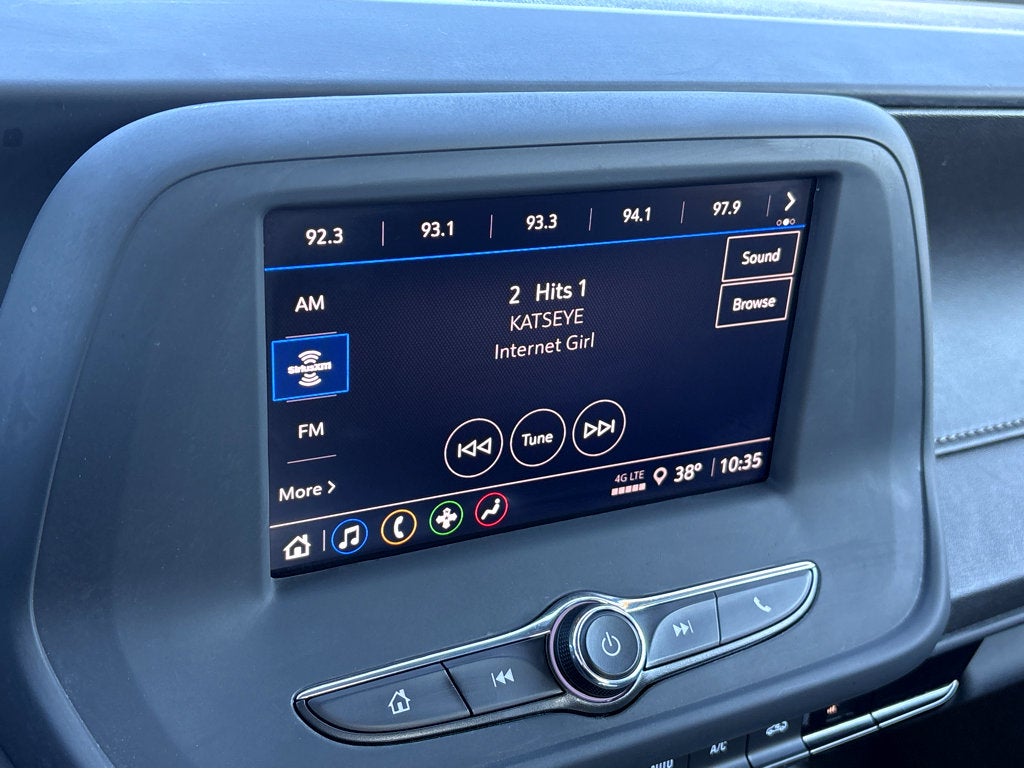 92.3 93.1 93.3 94.1 97.9
Sound
AM
2 Hits 1
Browse
KATSEYE
SiriusXM
Internet Girl
FM
Tune
More
4G LTE 38° 10:35
A/C